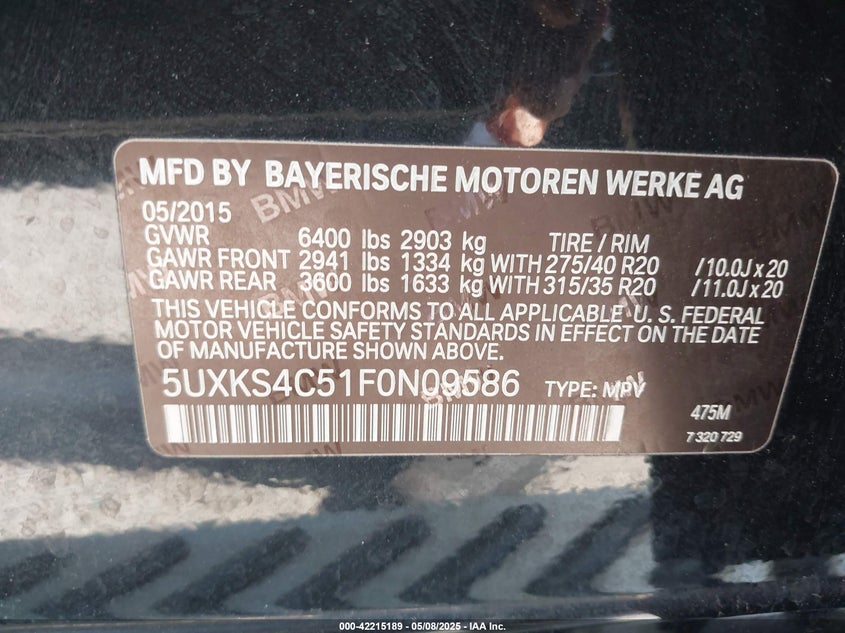 MFD BY BAYERISCHE MOTOREN WERKE AG
05/2015
GVWR 6400 lbs 2903 kg TIRE / RIM
GAWR FRONT 2941 lbs 1334 kg WITH 275/40 R20 /10.0J x 20
GAWR REAR 3600 lbs 1633 kg WITH 315/35 R20 /11.0J x 20
THIS VEHICLE CONFORMS TO ALL APPLICABLE U. S. FEDERAL
MOTOR VEHICLE SAFETY STANDARDS IN EFFECT ON THE DATE
OF MANUFACTURE SHOWN ABOVE.
5UXKS4C51F0N09586 TYPE: MPV
475M
7 320 729
000-42215189 - 05/08/2025 - IAA Inc.